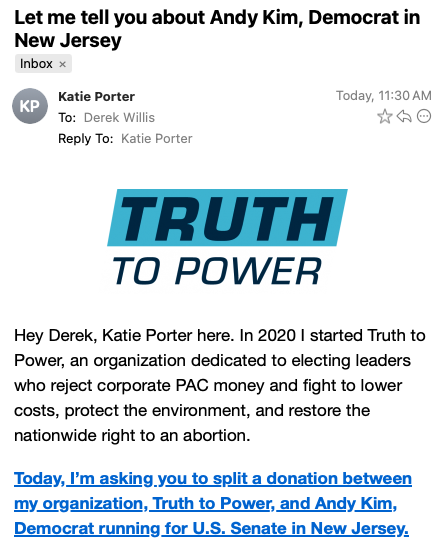 Let me tell you about Andy Kim, Democrat in
New Jersey
Inbox ×
KP
Katie Porter
Today, 11:30 AM
To: Derek Willis
Reply To: Katie Porter
TRUTH
TO POWER
Hey Derek, Katie Porter here. In 2020 I started Truth to
Power, an organization dedicated to electing leaders
who reject corporate PAC money and fight to lower
costs, protect the environment, and restore the
nationwide right to an abortion.
Today, I'm asking you to split a donation between
my organization, Truth to Power, and Andy Kim,
Democrat running for U.S. Senate in New Jersey.